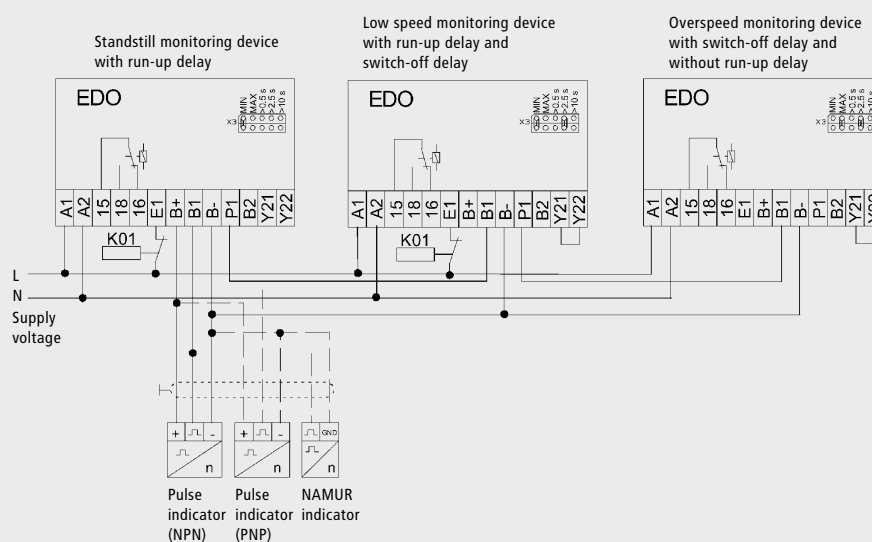 Standstill monitoring device
with run-up delay
Low speed monitoring device
with run-up delay and
switch-off delay
Overspeed monitoring device
with switch-off delay and
without run-up delay
EDO
X3
MIN
MAX
>0.5 s
>2.5 s
>10 s
EDO
X3
MIN
MAX
>0.5 s
>2.5 s
>10 s
EDO
X3
MIN
MAX
>0.5 s
>2.5 s
>10 s
A1 A2 15 18 16 E1 B+ B1 B- P1 B2 Y21 Y22
A1 A2 15 18 16 E1 B+ B1 B- P1 B2 Y21 Y22
A1 A2 15 18 16 E1 B+ B1 B- P1 B2 Y21 Y22
K01
K01
L
N
Supply
voltage
+ -
n
+ -
n
GND
n
Pulse
indicator
(NPN)
Pulse
indicator
(PNP)
NAMUR
indicator